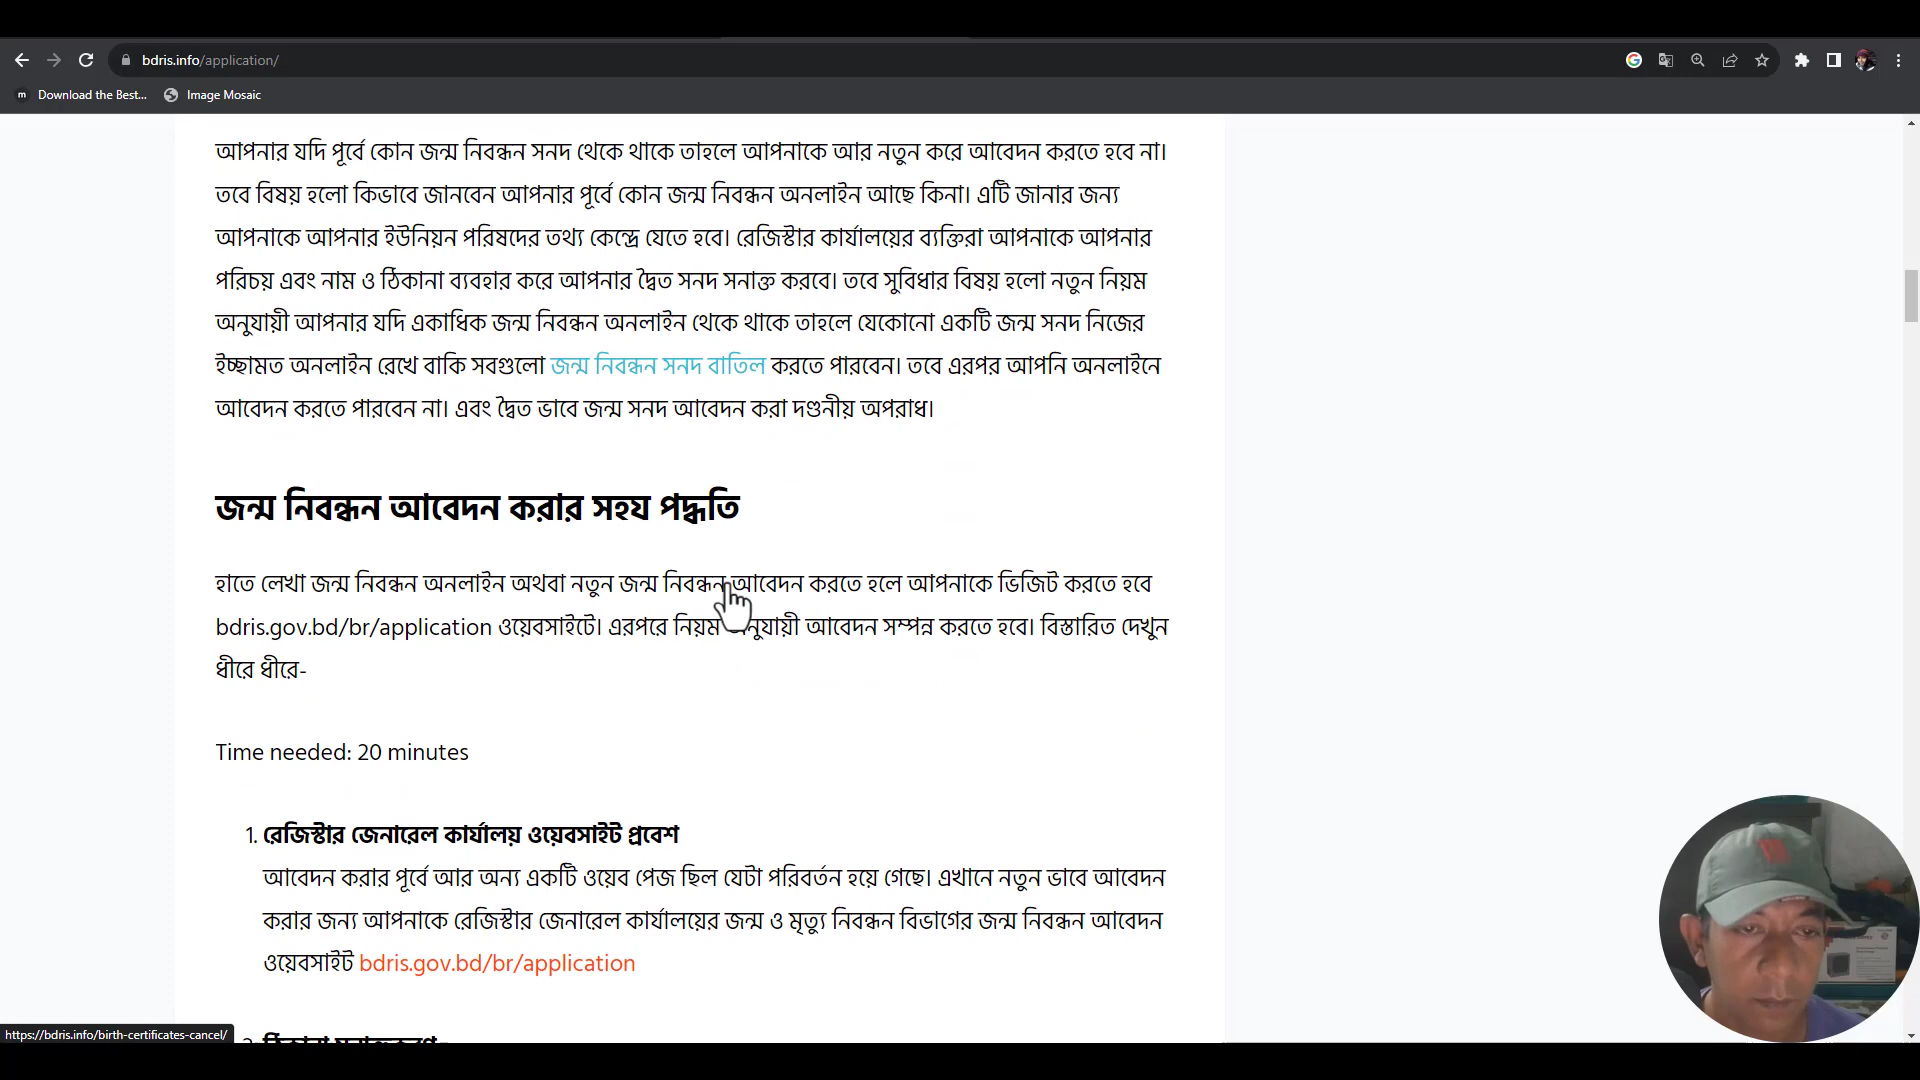 bdris.info/application/
Download the Best...
Image Mosaic
আপনার যদি পূর্বে কোন জন্ম নিবন্ধন সনদ থেকে থাকে তাহলে আপনাকে আর নতুন করে আবেদন করতে হবে না।
তবে বিষয় হলো কিভাবে জানবেন আপনার পূর্বে কোন জন্ম নিবন্ধন অনলাইন আছে কিনা। এটি জানার জন্য
আপনাকে আপনার ইউনিয়ন পরিষদের তথ্য কেন্দ্রে যেতে হবে। রেজিস্টার কার্যালয়ের ব্যক্তিরা আপনাকে আপনার
পরিচয় এবং নাম ও ঠিকানা ব্যবহার করে আপনার দ্বৈত সনদ সনাক্ত করবে। তবে সুবিধার বিষয় হলো নতুন নিয়ম
অনুযায়ী আপনার যদি একাধিক জন্ম নিবন্ধন অনলাইন থেকে থাকে তাহলে যেকোনো একটি জন্ম সনদ নিজের
ইচ্ছামত অনলাইন রেখে বাকি সবগুলো জন্ম নিবন্ধন সনদ বাতিল করতে পারবেন। তবে এরপর আপনি অনলাইনে
আবেদন করতে পারবেন না। এবং দ্বৈত ভাবে জন্ম সনদ আবেদন করা দণ্ডনীয় অপরাধ।
জন্ম নিবন্ধন আবেদন করার সহয পদ্ধতি
হাতে লেখা জন্ম নিবন্ধন অনলাইন অথবা নতুন জন্ম নিবন্ধন আবেদন করতে হলে আপনাকে ভিজিট করতে হবে
bdris.gov.bd/br/application ওয়েবসাইটে। এরপরে নিয়ম অনুযায়ী আবেদন সম্পন্ন করতে হবে। বিস্তারিত দেখুন
ধীরে ধীরে-
Time needed: 20 minutes
1. রেজিস্টার জেনারেল কার্যালয় ওয়েবসাইট প্রবেশ
আবেদন করার পূর্বে আর অন্য একটি ওয়েব পেজ ছিল যেটা পরিবর্তন হয়ে গেছে। এখানে নতুন ভাবে আবেদন
করার জন্য আপনাকে রেজিস্টার জেনারেল কার্যালয়ের জন্ম ও মৃত্যু নিবন্ধন বিভাগের জন্ম নিবন্ধন আবেদন
ওয়েবসাইট bdris.gov.bd/br/application
https://bdris.info/birth-certificates-cancel/